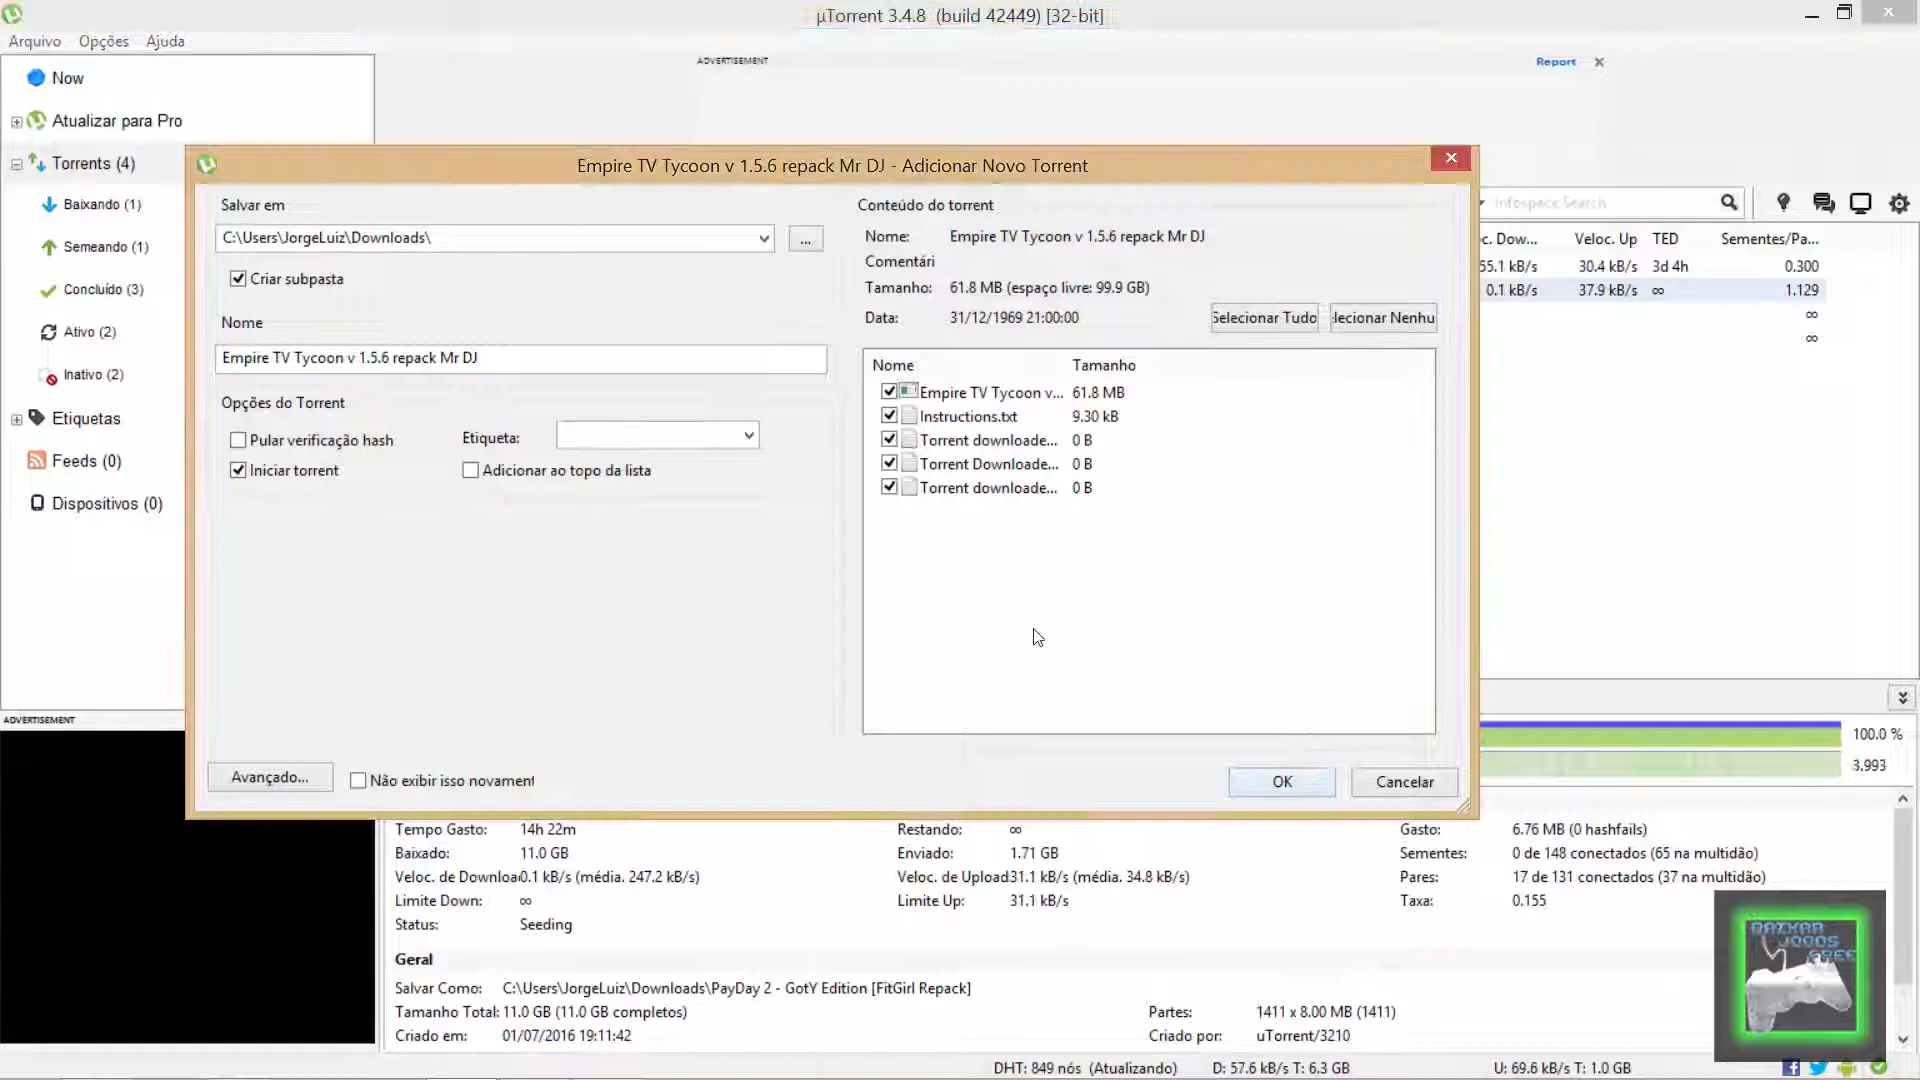 µTorrent 3.4.8 (build 42449) [32-bit]
Arquivo Opções Ajuda
ADVERTISEMENT
Report
Now
Atualizar para Pro
Torrents (4)
Baixando (1)
Semeando (1)
Concluído (3)
Ativo (2)
Inativo (2)
Etiquetas
Feeds (0)
Dispositivos (0)
ADVERTISEMENT
Empire TV Tycoon v 1.5.6 repack Mr DJ - Adicionar Novo Torrent
Salvar em
C:\Users\JorgeLuiz\Downloads\
...
Criar subpasta
Nome
Empire TV Tycoon v 1.5.6 repack Mr DJ
Opções do Torrent
Pular verificação hash
Etiqueta:
Iniciar torrent
Adicionar ao topo da lista
Avançado...
Não exibir isso novament
Conteúdo do torrent
Nome: Empire TV Tycoon v 1.5.6 repack Mr DJ
Comentári
Tamanho: 61.8 MB (espaço livre: 99.9 GB)
Data: 31/12/1969 21:00:00
Selecionar Tudo
lecionar Nenhu
Nome Tamanho
Empire TV Tycoon v... 61.8 MB
Instructions.txt 9.30 kB
Torrent downloade... 0 B
Torrent Downloade... 0 B
Torrent downloade... 0 B
OK
Cancelar
Infospace Search
c. Dow... Veloc. Up TED Sementes/Pa...
55.1 kB/s 30.4 kB/s 3d 4h 0.300
0.1 kB/s 37.9 kB/s ∞ 1.129
∞
∞
100.0 %
3.993
Tempo Gasto: 14h 22m Restando: ∞ Gasto: 6.76 MB (0 hashfails)
Baixado: 11.0 GB Enviado: 1.71 GB Sementes: 0 de 148 conectados (65 na multidão)
Veloc. de Downloa 0.1 kB/s (média. 247.2 kB/s) Veloc. de Upload 31.1 kB/s (média. 34.8 kB/s) Pares: 17 de 131 conectados (37 na multidão)
Limite Down: ∞ Limite Up: 31.1 kB/s Taxa: 0.155
Status: Seeding
Geral
Salvar Como: C:\Users\JorgeLuiz\Downloads\PayDay 2 - GotY Edition [FitGirl Repack]
Tamanho Total: 11.0 GB (11.0 GB completos) Partes: 1411 x 8.00 MB (1411)
Criado em: 01/07/2016 19:11:42 Criado por: uTorrent/3210
BAIXAR
JOGOS
FREE
DHT: 849 nós (Atualizando) D: 57.6 kB/s T: 6.3 GB U: 69.6 kB/s T: 1.0 GB